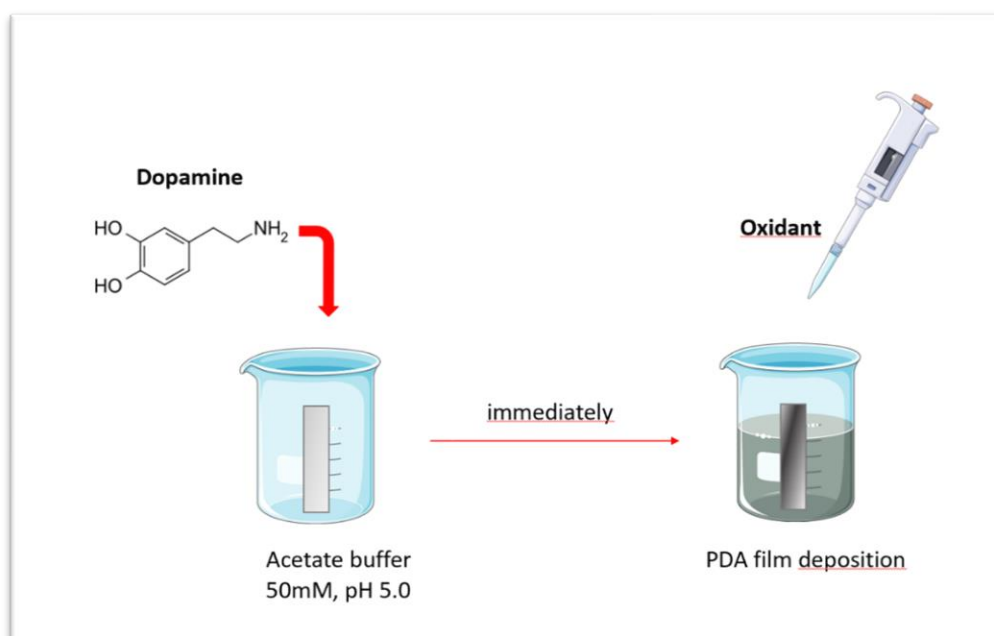 Dopamine
HO
NH2
HO
Oxidant
immediately
Acetate buffer
50mM, pH 5.0
PDA film deposition